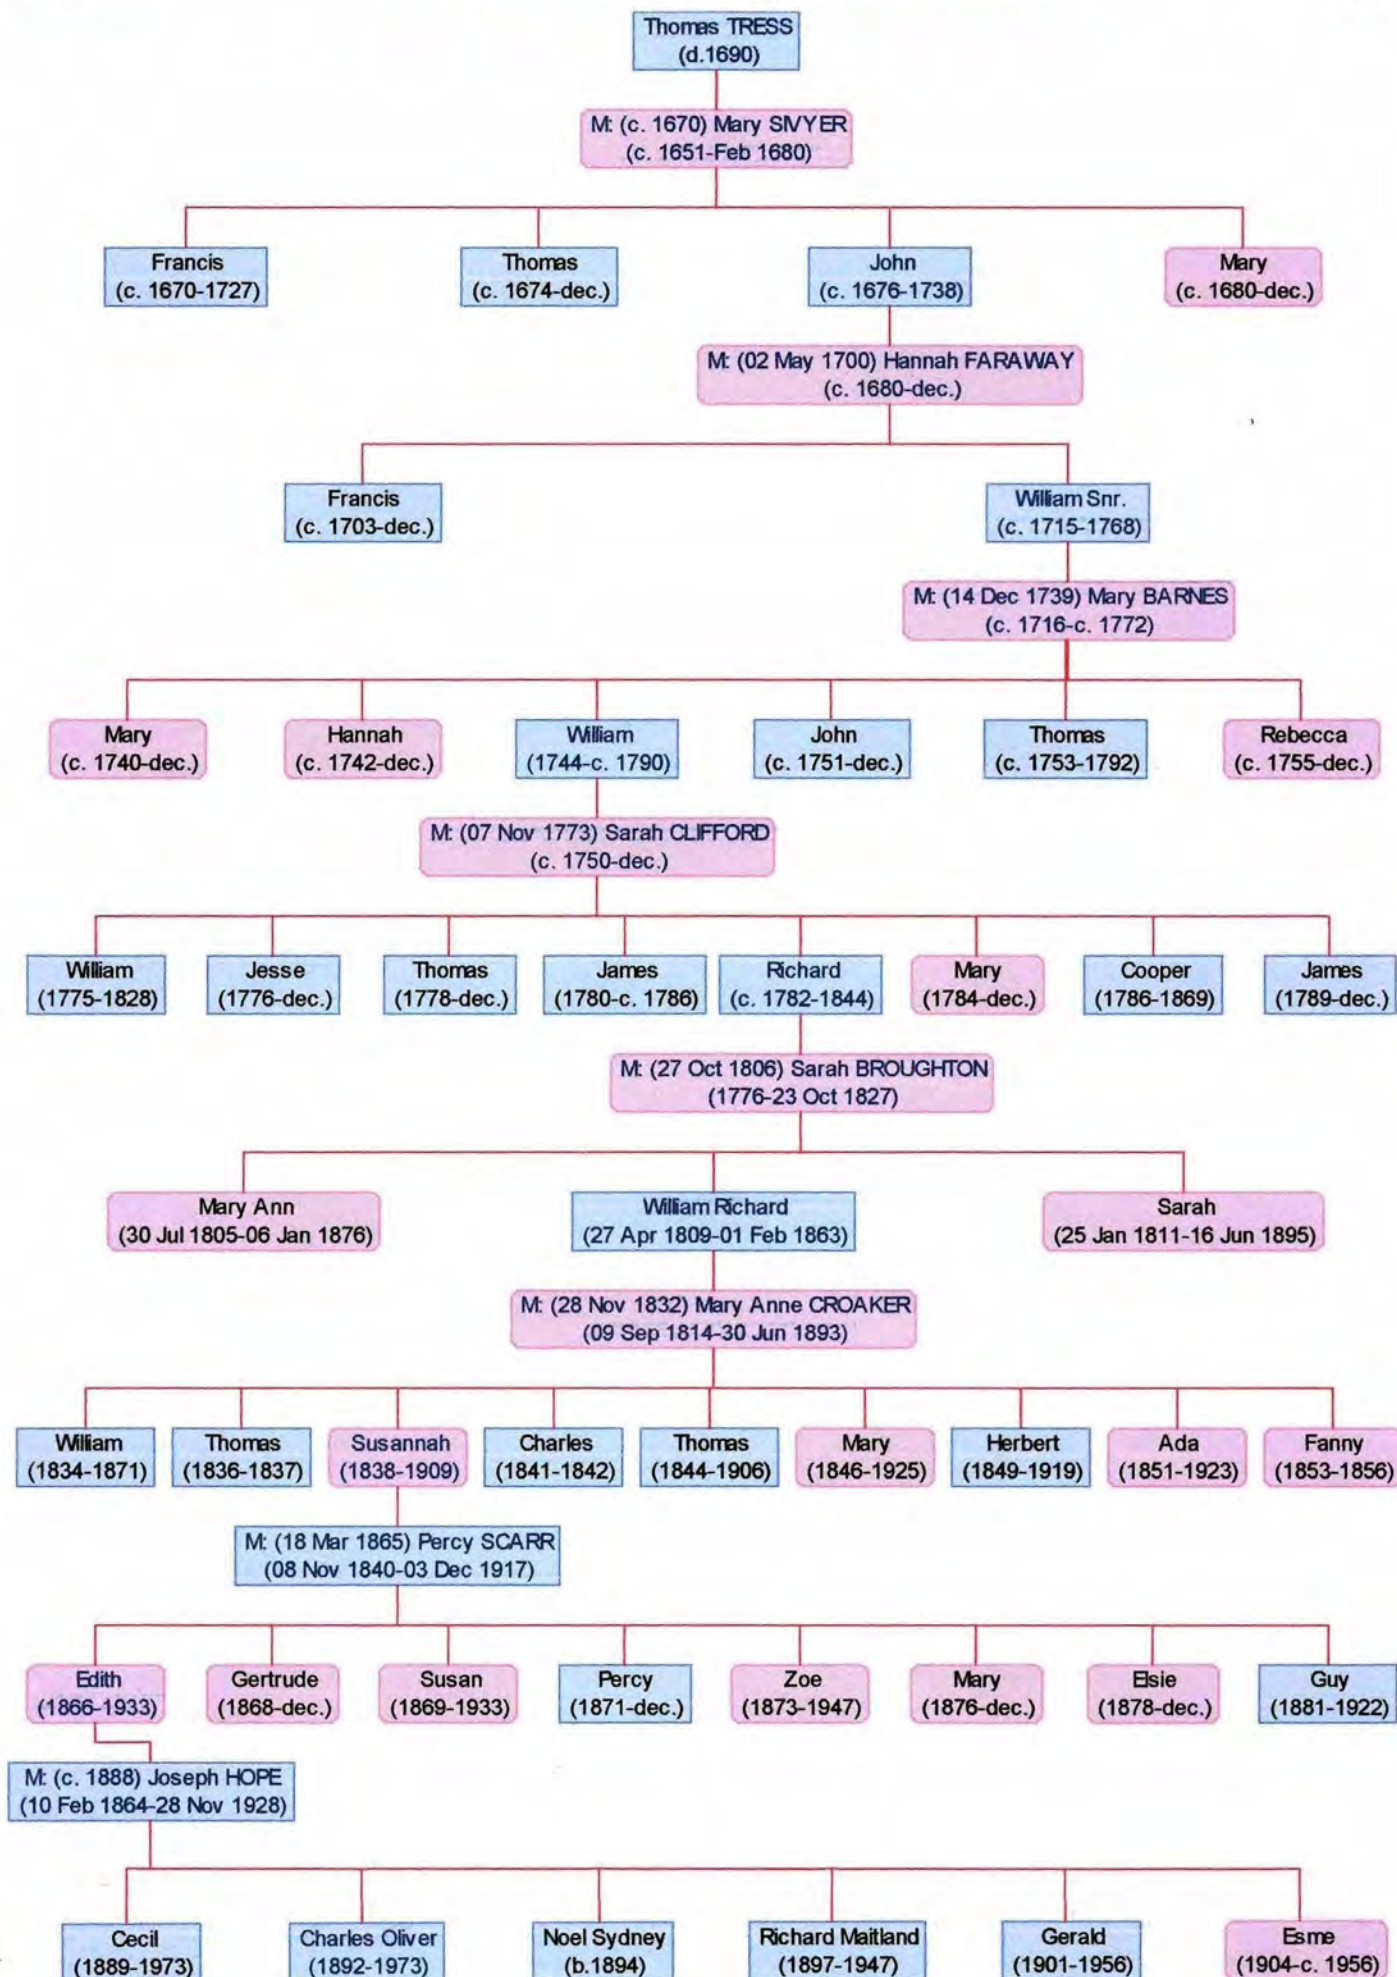 Thomas TRESS
(d.1690)
M: (c. 1670) Mary SIVYER
(c. 1651-Feb 1680)
Francis
(c. 1670-1727)
Thomas
(c. 1674-dec.)
John
(c. 1676-1738)
Mary
(c. 1680-dec.)
M: (02 May 1700) Hannah FARAWAY
(c. 1680-dec.)
Francis
(c. 1703-dec.)
William Snr.
(c. 1715-1768)
M: (14 Dec 1739) Mary BARNES
(c. 1716-c. 1772)
Mary
(c. 1740-dec.)
Hannah
(c. 1742-dec.)
William
(1744-c. 1790)
John
(c. 1751-dec.)
Thomas
(c. 1753-1792)
Rebecca
(c. 1755-dec.)
M: (07 Nov 1773) Sarah CLIFFORD
(c. 1750-dec.)
William
(1775-1828)
Jesse
(1776-dec.)
Thomas
(1778-dec.)
James
(1780-c. 1786)
Richard
(c. 1782-1844)
Mary
(1784-dec.)
Cooper
(1786-1869)
James
(1789-dec.)
M: (27 Oct 1806) Sarah BROUGHTON
(1776-23 Oct 1827)
Mary Ann
(30 Jul 1805-06 Jan 1876)
William Richard
(27 Apr 1809-01 Feb 1863)
Sarah
(25 Jan 1811-16 Jun 1895)
M: (28 Nov 1832) Mary Anne CROAKER
(09 Sep 1814-30 Jun 1893)
William
(1834-1871)
Thomas
(1836-1837)
Susannah
(1838-1909)
Charles
(1841-1842)
Thomas
(1844-1906)
Mary
(1846-1925)
Herbert
(1849-1919)
Ada
(1851-1923)
Fanny
(1853-1856)
M: (18 Mar 1865) Percy SCARR
(08 Nov 1840-03 Dec 1917)
Edith
(1866-1933)
Gertrude
(1868-dec.)
Susan
(1869-1933)
Percy
(1871-dec.)
Zoe
(1873-1947)
Mary
(1876-dec.)
Elsie
(1878-dec.)
Guy
(1881-1922)
M: (c. 1888) Joseph HOPE
(10 Feb 1864-28 Nov 1928)
Cecil
(1889-1973)
Charles Oliver
(1892-1973)
Noel Sydney
(b.1894)
Richard Maitland
(1897-1947)
Gerald
(1901-1956)
Esme
(1904-c. 1956)